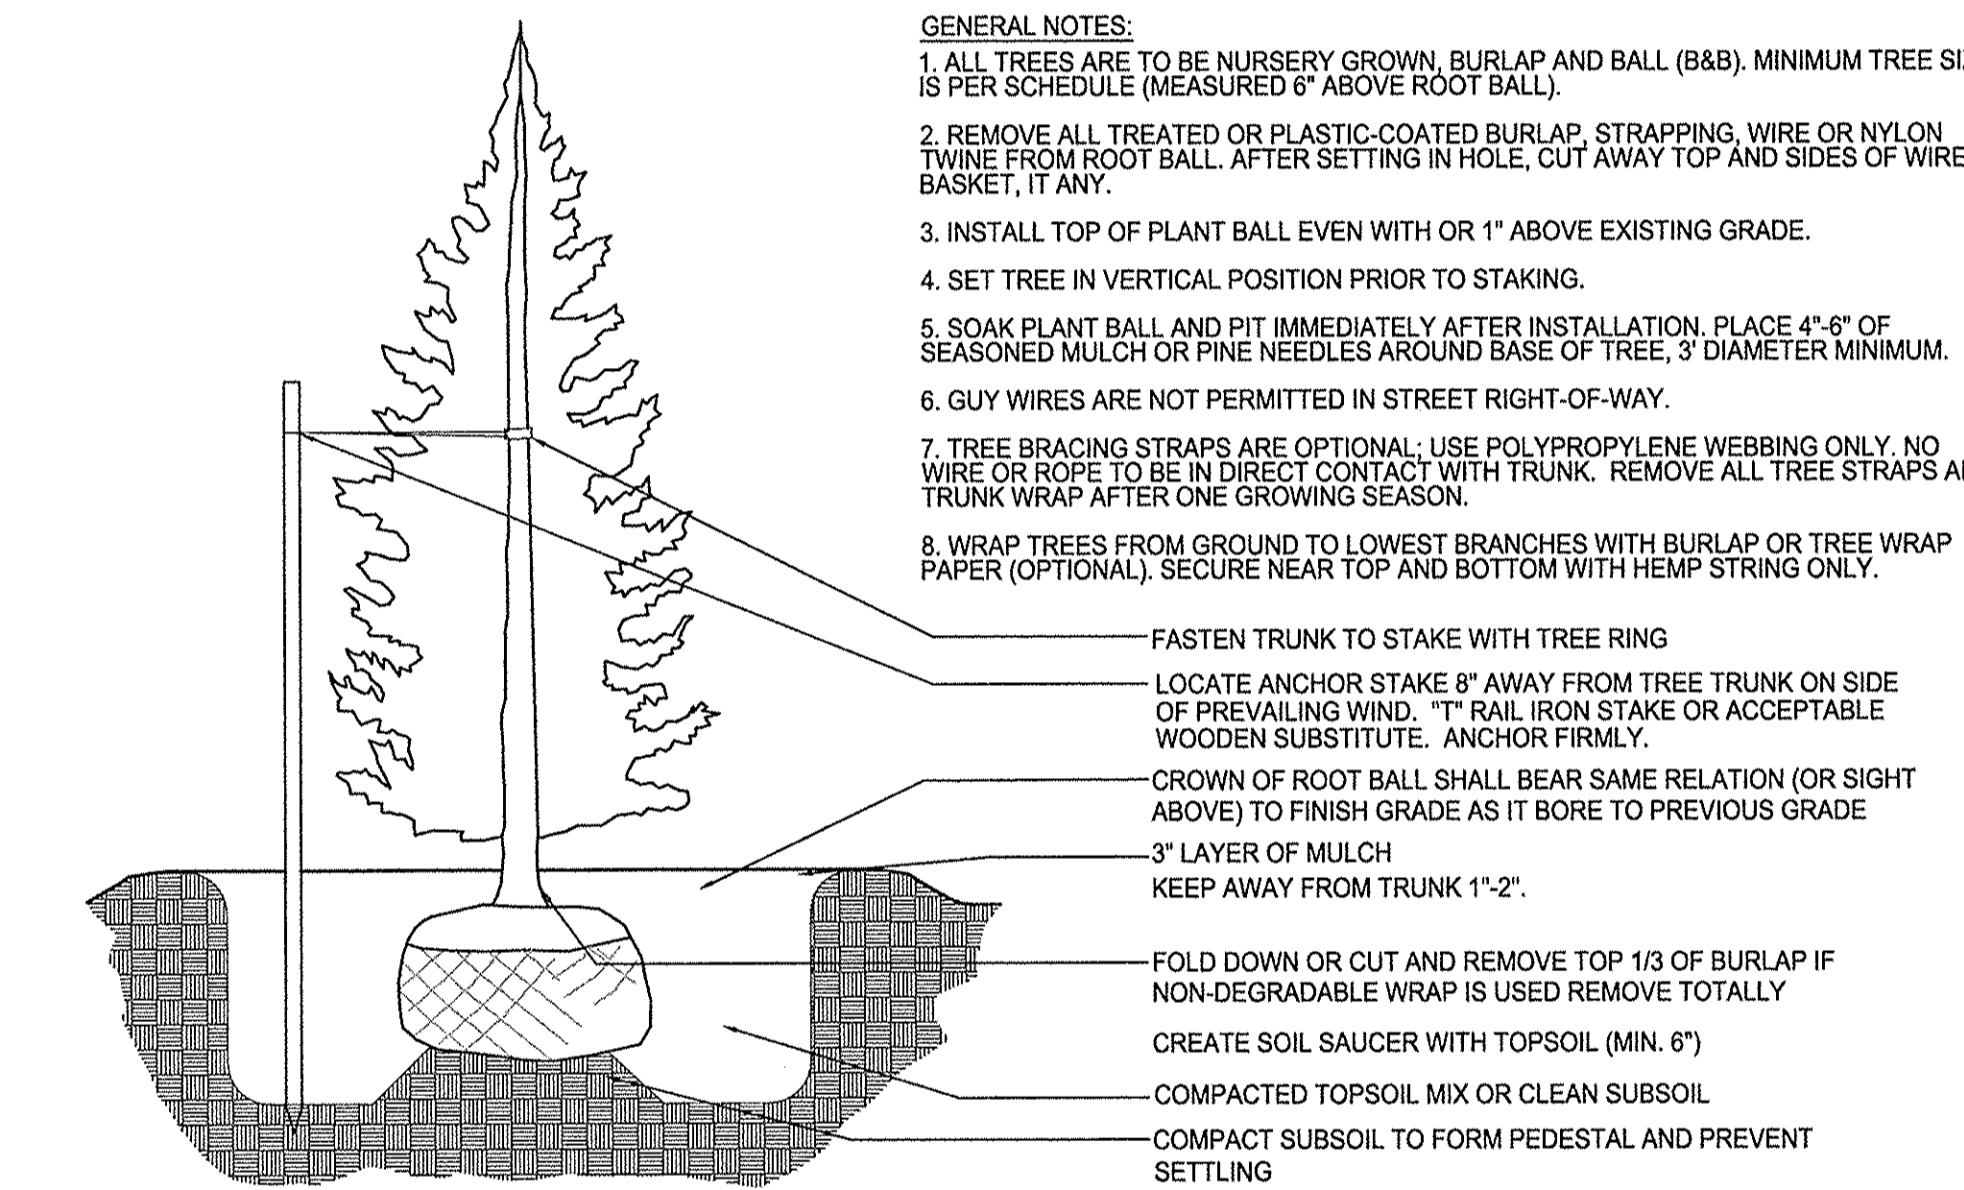 GENERAL NOTES:
1. ALL TREES ARE TO BE NURSERY GROWN, BURLAP AND BALL (B&B). MINIMUM TREE
IS PER SCHEDULE (MEASURED 6" ABOVE ROOT BALL).
2. REMOVE ALL TREATED OR PLASTIC-COATED BURLAP, STRAPPING, WIRE OR NYLON
TWINE FROM ROOT BALL. AFTER SETTING IN HOLE, CUT AWAY TOP AND SIDES OF WIRE
BASKET, IT ANY.
3. INSTALL TOP OF PLANT BALL EVEN WITH OR 1" ABOVE EXISTING GRADE.
4. SET TREE IN VERTICAL POSITION PRIOR TO STAKING.
5. SOAK PLANT BALL AND PIT IMMEDIATELY AFTER INSTALLATION. PLACE 4"-6" OF
SEASONED MULCH OR PINE NEEDLES AROUND BASE OF TREE, 3' DIAMETER MINIMUM.
6. GUY WIRES ARE NOT PERMITTED IN STREET RIGHT-OF-WAY.
7. TREE BRACING STRAPS ARE OPTIONAL; USE POLYPROPYLENE WEBBING ONLY. NO
WIRE OR ROPE TO BE IN DIRECT CONTACT WITH TRUNK. REMOVE ALL TREE STRAPS
TRUNK WRAP AFTER ONE GROWING SEASON.
8. WRAP TREES FROM GROUND TO LOWEST BRANCHES WITH BURLAP OR TREE WRAP
PAPER (OPTIONAL). SECURE NEAR TOP AND BOTTOM WITH HEMP STRING ONLY.
FASTEN TRUNK TO STAKE WITH TREE RING
LOCATE ANCHOR STAKE 8" AWAY FROM TREE TRUNK ON SIDE
OF PREVAILING WIND. "T" RAIL IRON STAKE OR ACCEPTABLE
WOODEN SUBSTITUTE. ANCHOR FIRMLY.
CROWN OF ROOT BALL SHALL BEAR SAME RELATION (OR SIGHT
ABOVE) TO FINISH GRADE AS IT BORE TO PREVIOUS GRADE
3" LAYER OF MULCH
KEEP AWAY FROM TRUNK 1"-2".
FOLD DOWN OR CUT AND REMOVE TOP 1/3 OF BURLAP IF
NON-DEGRADABLE WRAP IS USED REMOVE TOTALLY
CREATE SOIL SAUCER WITH TOPSOIL (MIN. 6")
COMPACTED TOPSOIL MIX OR CLEAN SUBSOIL
COMPACT SUBSOIL TO FORM PEDESTAL AND PREVENT
SETTLING